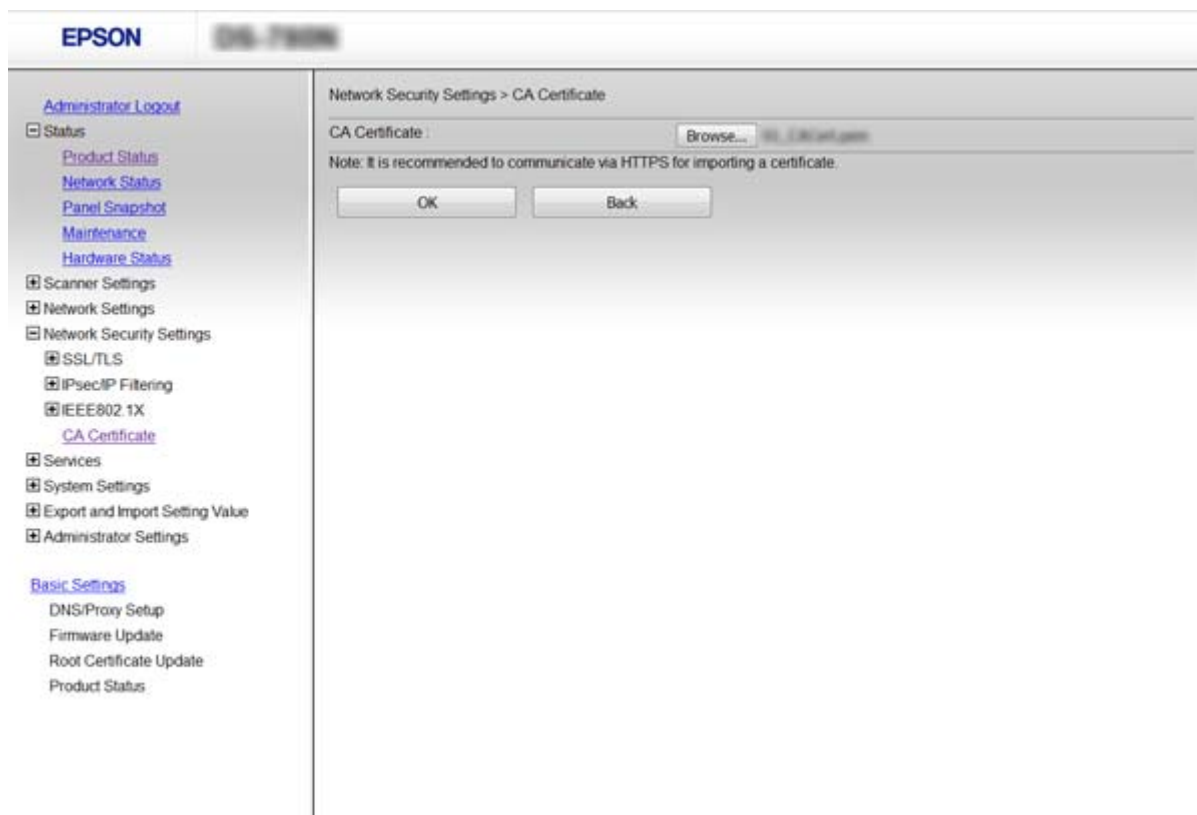 EPSON
Administrator Logout
Status
Product Status
Network Status
Panel Snapshot
Maintenance
Hardware Status
Scanner Settings
Network Settings
Network Security Settings
SSL/TLS
IPsec/IP Filtering
IEEE802.1X
CA Certificate
Services
System Settings
Export and Import Setting Value
Administrator Settings
Basic Settings
DNS/Proxy Setup
Firmware Update
Root Certificate Update
Product Status
Network Security Settings > CA Certificate
CA Certificate : Browse...
Note: It is recommended to communicate via HTTPS for importing a certificate.
OK Back